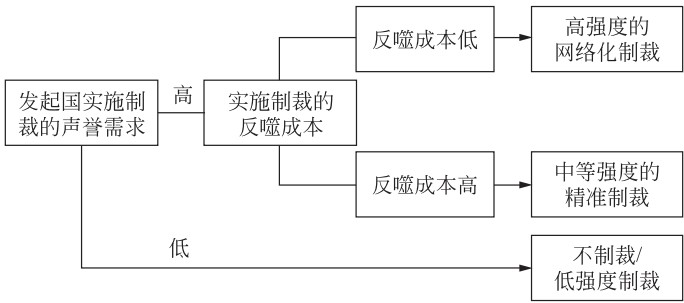 发起国实施制
裁的声誉需求
高
实施制裁的
反噬成本
反噬成本低
高强度的
网络化制裁
反噬成本高
中等强度的
精准制裁
低
不制裁/
低强度制裁